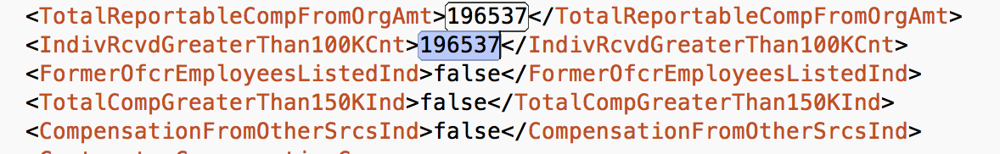 <TotalReportableCompFromOrgAmt>196537</TotalReportableCompFromOrgAmt>
<IndivRcvdGreaterThan100KCnt>196537</IndivRcvdGreaterThan100KCnt>
<FormerOfcrEmployeesListedInd>false</FormerOfcrEmployeesListedInd>
<TotalCompGreaterThan150KInd>false</TotalCompGreaterThan150KInd>
<CompensationFromOtherSrcsInd>false</CompensationFromOtherSrcsInd>